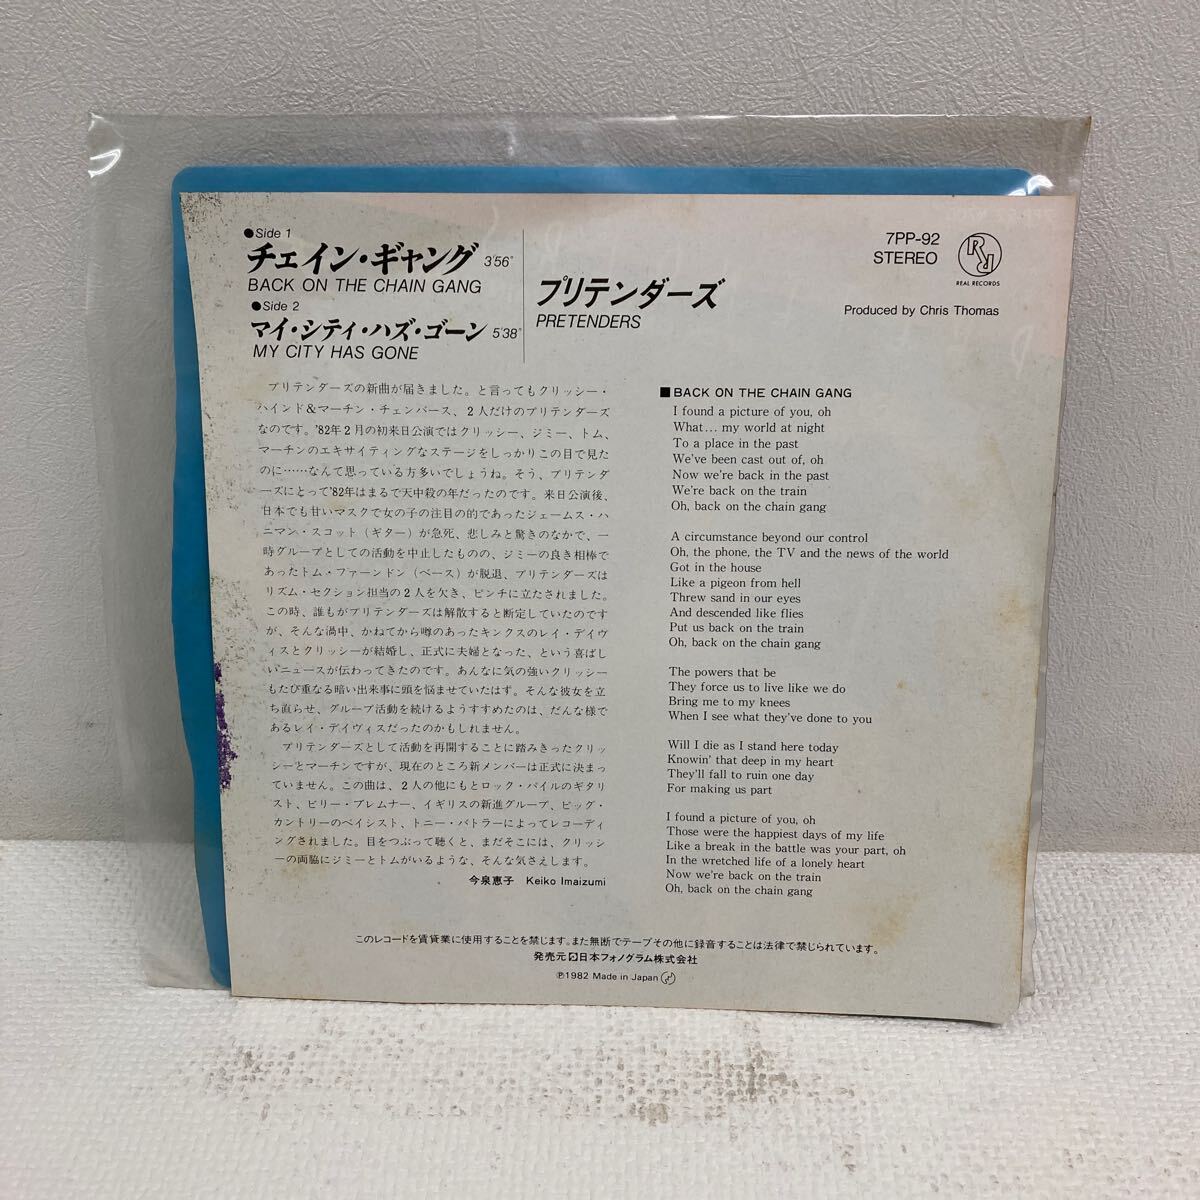 ●Side 1
チェイン・ギャング 3'56"
BACK ON THE CHAIN GANG
●Side 2
マイ・シティ・ハズ・ゴーン 5'38"
MY CITY HAS GONE
プリテンダーズ
PRETENDERS
7PP-92
STEREO
REAL RECORDS
Produced by Chris Thomas
プリテンダーズの新曲が届きました。と言ってもクリッシー・
ハインド&マーチン・チェンバース、2人だけのプリテンダーズ
なのです。'82年2月の初来日公演ではクリッシー、ジミー、トム、
マーチンのエキサイティングなステージをしっかりこの目で見た
のに……なんて思っている方多いでしょうね。そう、プリテンダ
ーズにとって'82年はまるで天中殺の年だったのです。来日公演後、
日本でも甘いマスクで女の子の注目の的であったジェームス・ハ
ニマン・スコット(ギター)が急死、悲しみと驚きのなかで、一
時グループとしての活動を中止したものの、ジミーの良き相棒で
あったトム・ファーンドン(ベース)が脱退、プリテンダーズは
リズム・セクション担当の2人を欠き、ピンチに立たされました。
この時、誰もがプリテンダーズは解散すると断定していたのです
が、そんな渦中、かねてから噂のあったキンクスのレイ・デイヴ
ィスとクリッシーが結婚し、正式に夫婦となった、という喜ばし
いニュースが伝わってきたのです。あんなに気の強いクリッシー
もたび重なる暗い出来事に頭を悩ませていたはず。そんな彼女を立
ち直らせ、グループ活動を続けるようすすめたのは、だんな様で
あるレイ・デイヴィスだったのかもしれません。
プリテンダーズとして活動を再開することに踏みきったクリッ
シーとマーチンですが、現在のところ新メンバーは正式に決まっ
ていません。この曲は、2人の他にもとロック・パイルのギタリ
スト、ビリー・ブレムナー、イギリスの新進グループ、ビッグ・
カントリーのベイシスト、トニー・バトラーによってレコーディ
ングされました。目をつぶって聴くと、まだそこには、クリッシ
ーの両脇にジミーとトムがいるような、そんな気さえします。
今泉恵子 Keiko Imaizumi
■BACK ON THE CHAIN GANG
I found a picture of you, oh
What... my world at night
To a place in the past
We've been cast out of, oh
Now we're back in the past
We're back on the train
Oh, back on the chain gang
A circumstance beyond our control
Oh, the phone, the TV and the news of the world
Got in the house
Like a pigeon from hell
Threw sand in our eyes
And descended like flies
Put us back on the train
Oh, back on the chain gang
The powers that be
They force us to live like we do
Bring me to my knees
When I see what they've done to you
Will I die as I stand here today
Knowin' that deep in my heart
They'll fall to ruin one day
For making us part
I found a picture of you, oh
Those were the happiest days of my life
Like a break in the battle was your part, oh
In the wretched life of a lonely heart
Now we're back on the train
Oh, back on the chain gang
このレコードを賃貸業に使用することを禁じます。また無断でテープその他に録音することは法律で禁じられています。
発売元 日本フォノグラム株式会社
℗1982 Made in Japan